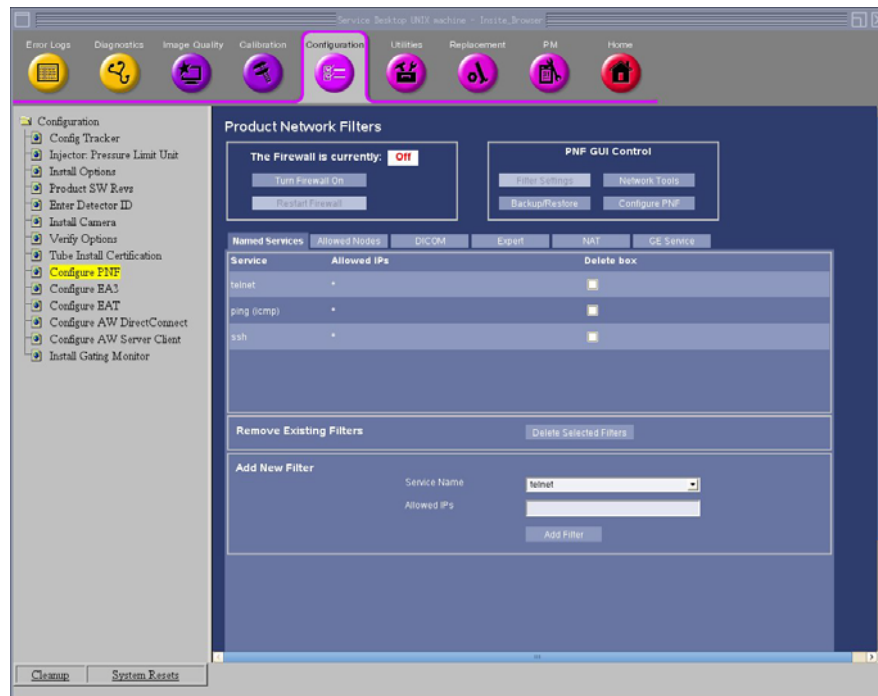 Service Desktop UNIX machine - Insite_Browser
Error Logs
Diagnostics
Image Quality
Calibration
Configuration
Utilities
Replacement
PM
Home
Configuration
Config Tracker
Injector: Pressure Limit Unit
Install Options
Product SW Revs
Enter Detector ID
Install Camera
Verify Options
Tube Install Certification
Configure PNF
Configure EA3
Configure EAT
Configure AW DirectConnect
Configure AW Server Client
Install Gating Monitor
Product Network Filters
The Firewall is currently: Off
Turn Firewall On
Restart Firewall
PNF GUI Control
Filter Settings
Network Tools
Backup/Restore
Configure PNF
Named Services
Allowed Nodes
DICOM
Expert
NAT
GE Service
Service Allowed IPs Delete box
telnet *
ping (icmp) *
ssh *
Remove Existing Filters
Delete Selected Filters
Add New Filter
Service Name telnet
Allowed IPs
Add Filter
Cleanup
System Resets